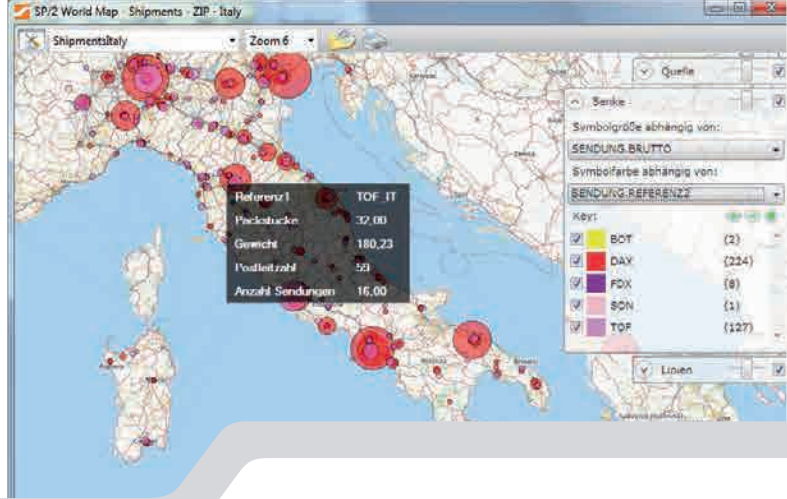 SP/2 World Map - Shipments - ZIP - Italy
ShipmentsItaly
Zoom 6
Quelle
Senke
Symbolgröße abhängig von:
SENDUNG.BRUTTO
Symbolfarbe abhängig von:
SENDUNG.REFERENZ2
Key:
BOT (2)
DAX (224)
FDX (8)
SON (1)
TOF (127)
Linien
Referenz1 TOF_IT
Packstücke 32,00
Gewicht 180,23
Postleitzahl 59
Anzahl Sendungen 16,00